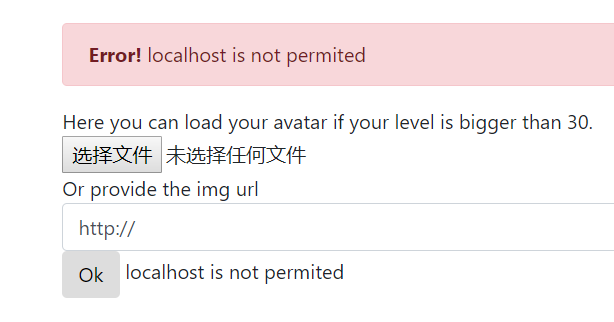 Error! localhost is not permited
Here you can load your avatar if your level is bigger than 30.
选择文件 未选择任何文件
Or provide the img url
http://
Ok localhost is not permited